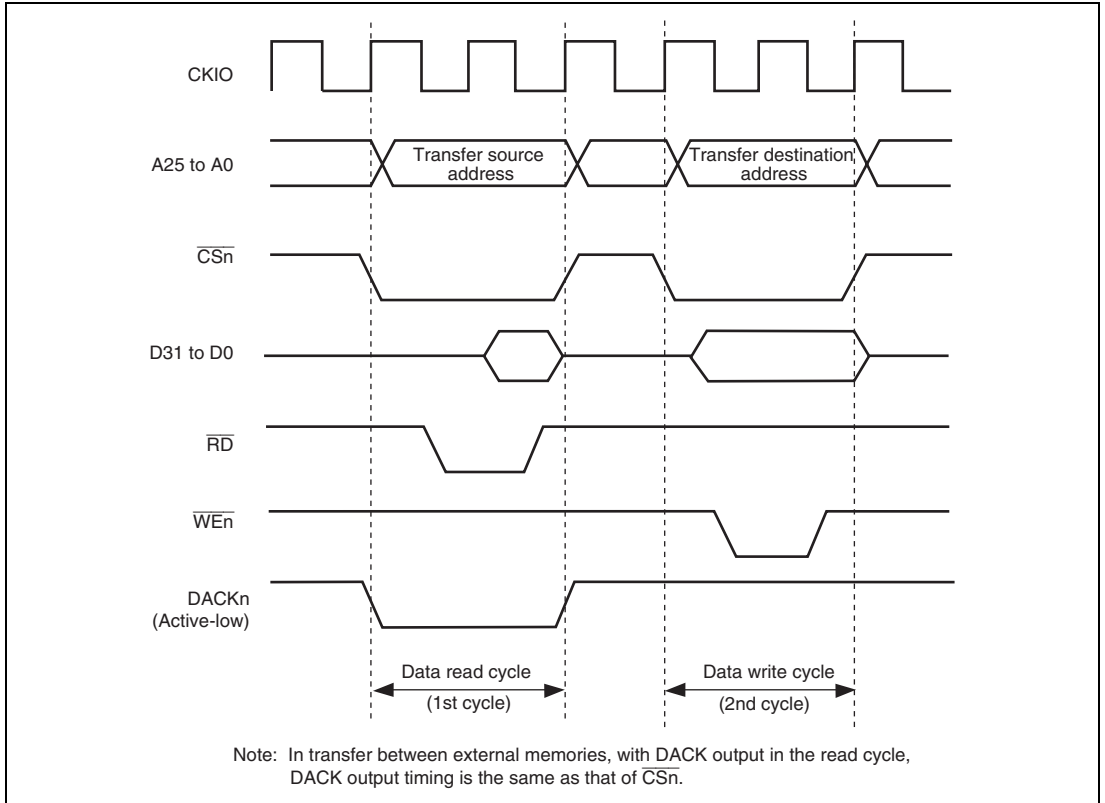 CKIO
A25 to A0
Transfer source
address
Transfer destination
address
CSn
D31 to D0
RD
WEn
DACKn
(Active-low)
Data read cycle
(1st cycle)
Data write cycle
(2nd cycle)
Note: In transfer between external memories, with DACK output in the read cycle,
DACK output timing is the same as that of CSn.